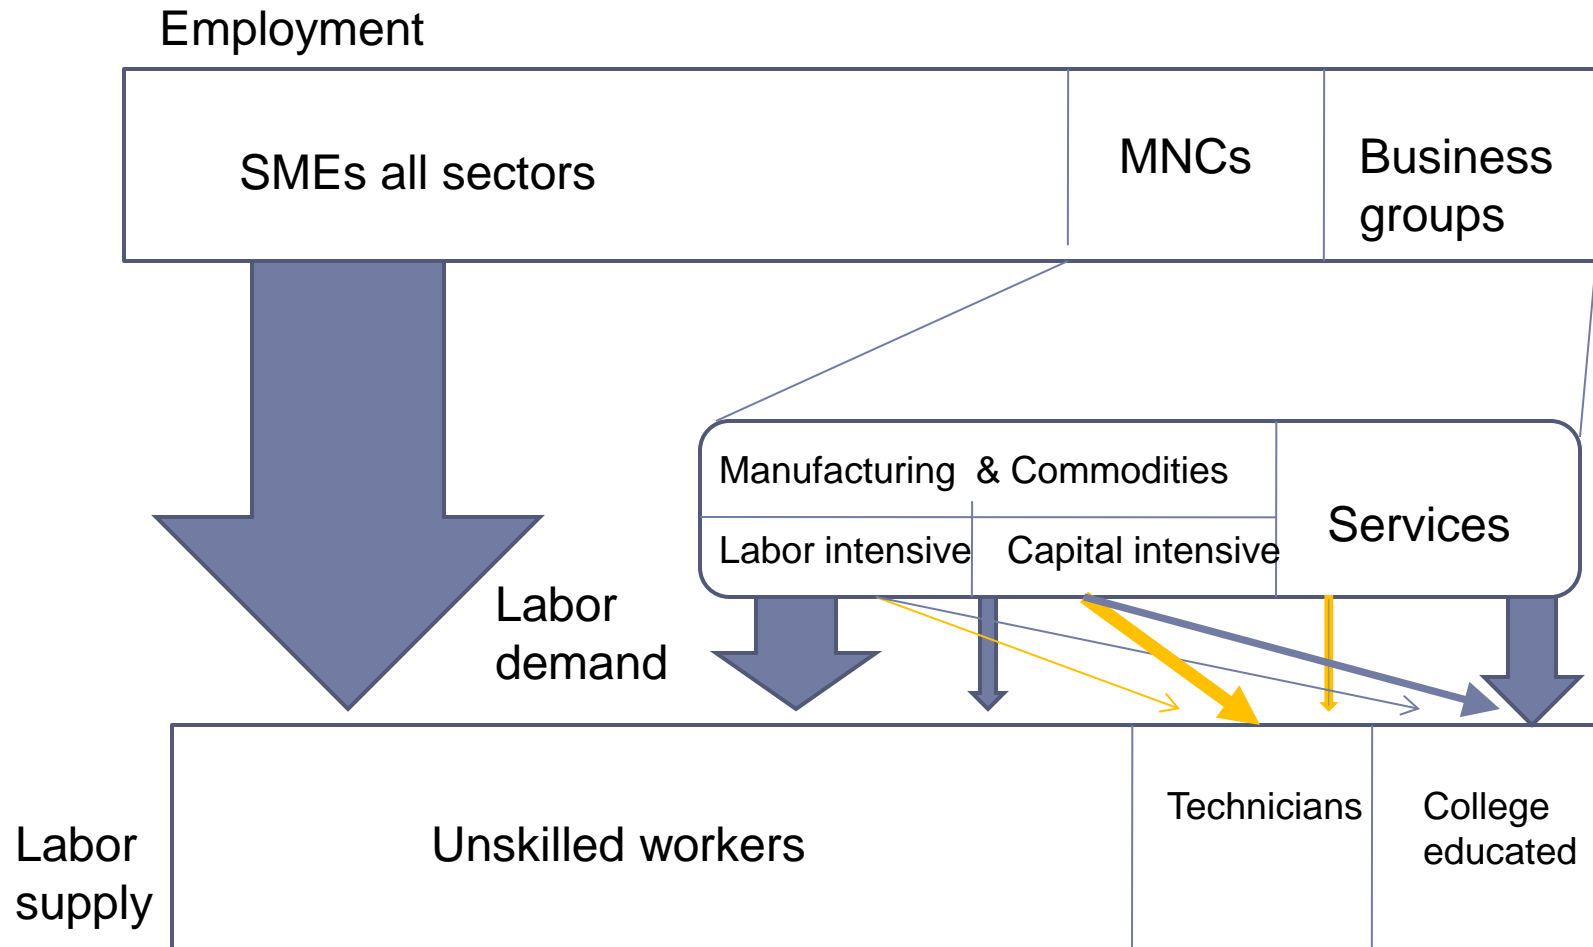 Employment
SMEs all sectors
MNCs
Business
groups
Manufacturing & Commodities
Labor intensive
Capital intensive
Services
Labor
demand
Labor
supply
Unskilled workers
Technicians
College
educated